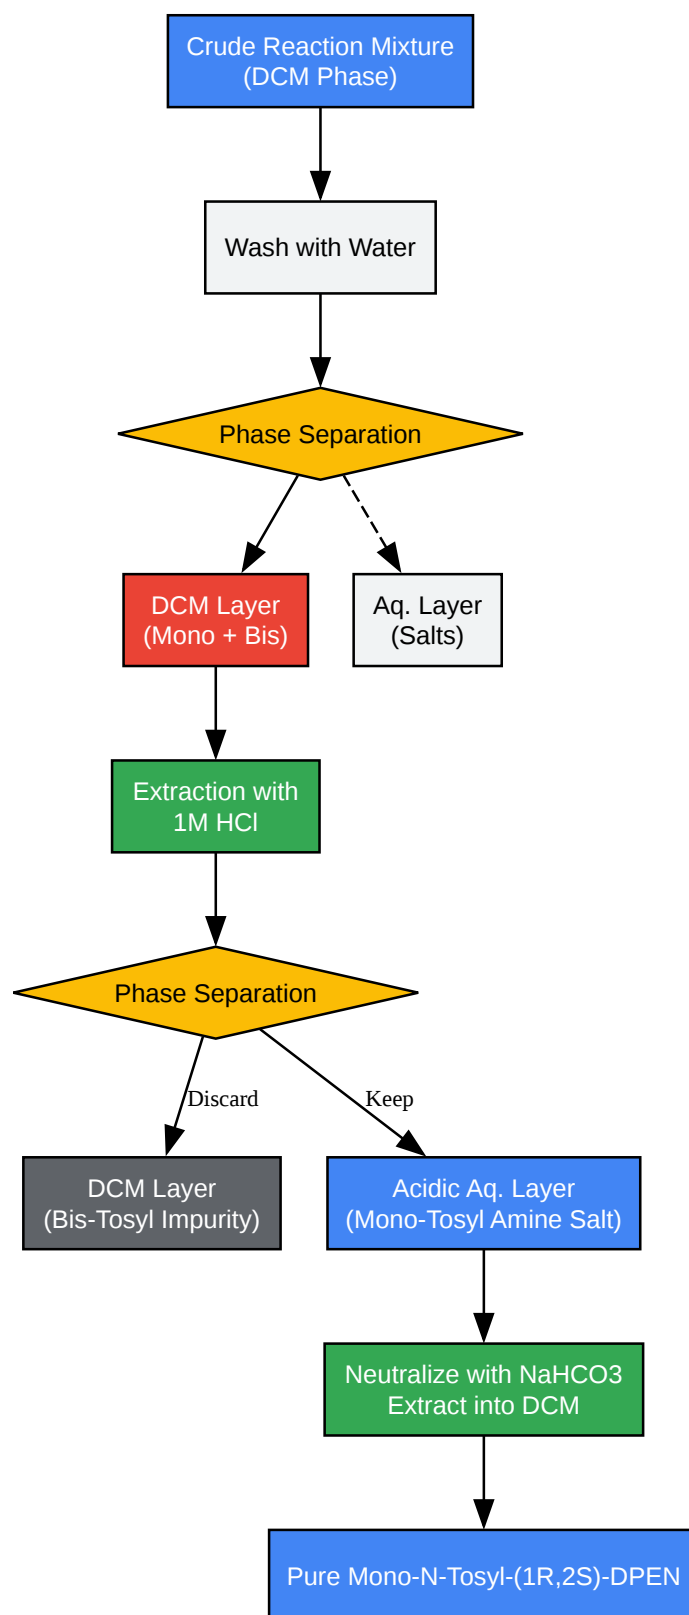 Crude Reaction Mixture
(DCM Phase)
Wash with Water
Phase Separation
DCM Layer
(Mono + Bis)
Aq. Layer
(Salts)
Extraction with
1M HCl
Phase Separation
Discard
Keep
DCM Layer
(Bis-Tosyl Impurity)
Acidic Aq. Layer
(Mono-Tosyl Amine Salt)
Neutralize with NaHCO3
Extract into DCM
Pure Mono-N-Tosyl-(1R,2S)-DPEN